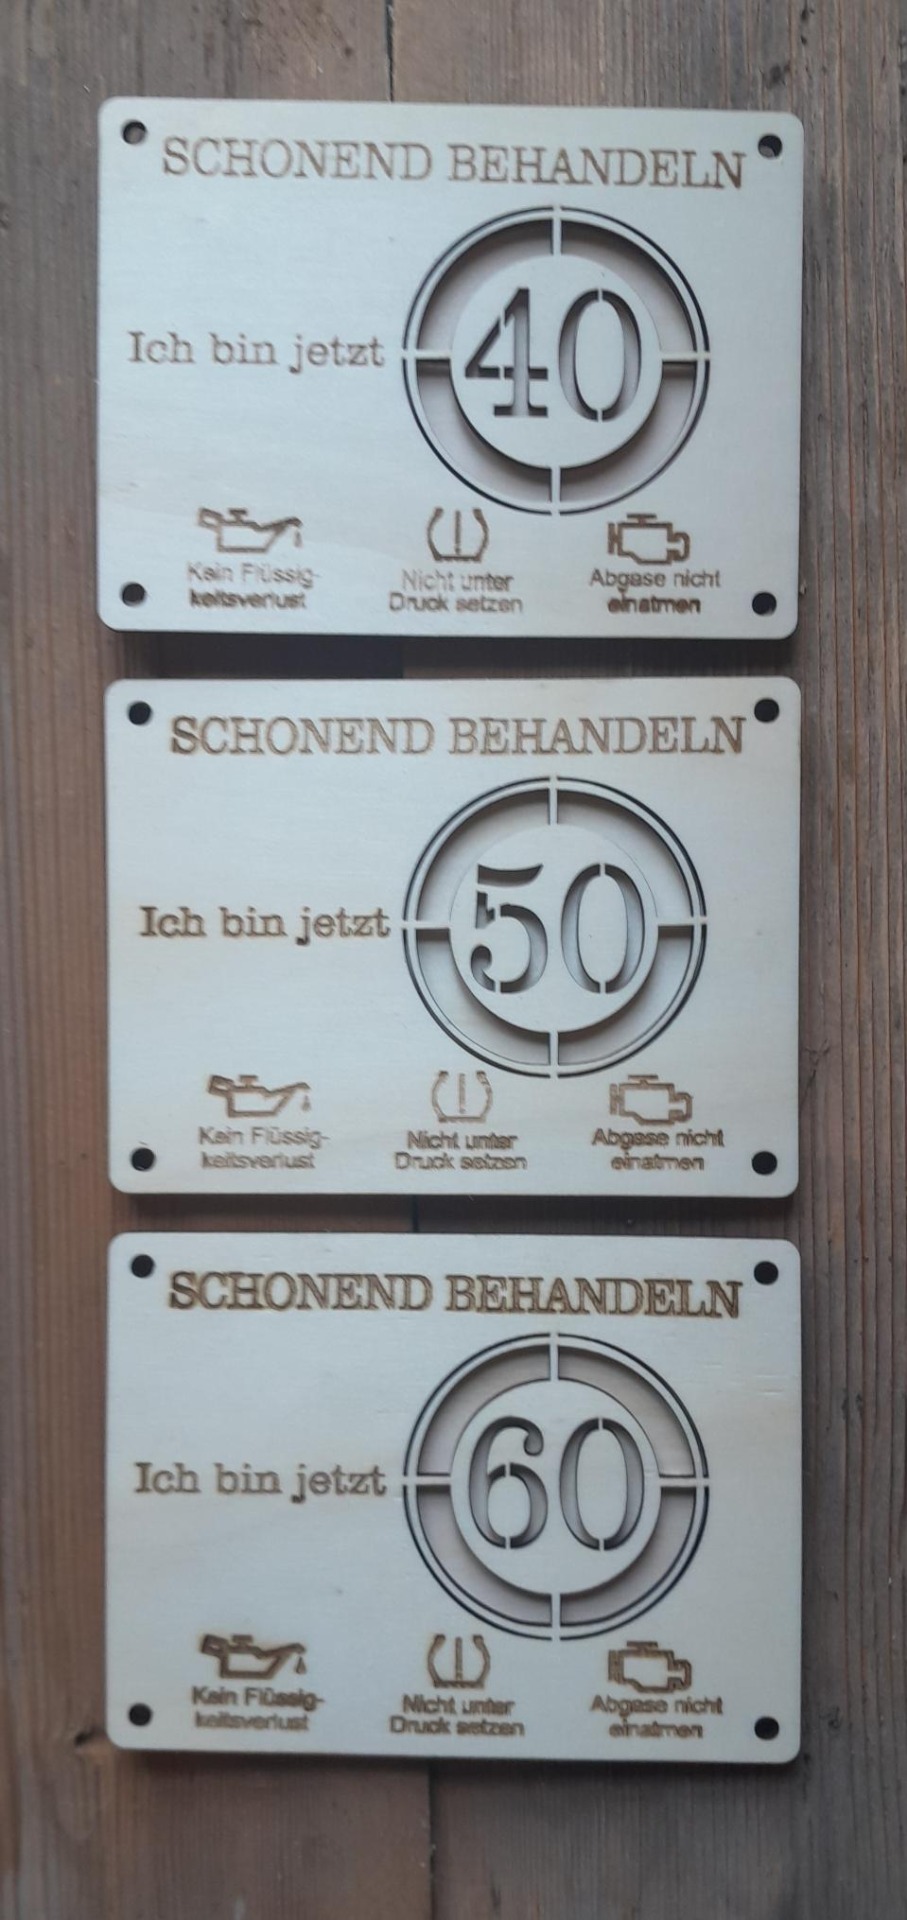 SCHONEND BEHANDELN
Ich bin jetzt 40
Kein Flüssig-
keitsverlust
Nicht unter
Druck setzen
Abgase nicht
einatmen
SCHONEND BEHANDELN
Ich bin jetzt 50
Kein Flüssig-
keitsverlust
Nicht unter
Druck setzen
Abgase nicht
einatmen
SCHONEND BEHANDELN
Ich bin jetzt 60
Kein Flüssig-
keitsverlust
Nicht unter
Druck setzen
Abgase nicht
einatmen